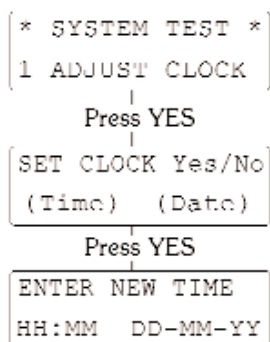 * SYSTEM TEST *
1 ADJUST CLOCK
Press YES
SET CLOCK Yes/No
(Time) (Date)
Press YES
ENTER NEW TIME
HH:MM DD-MM-YY